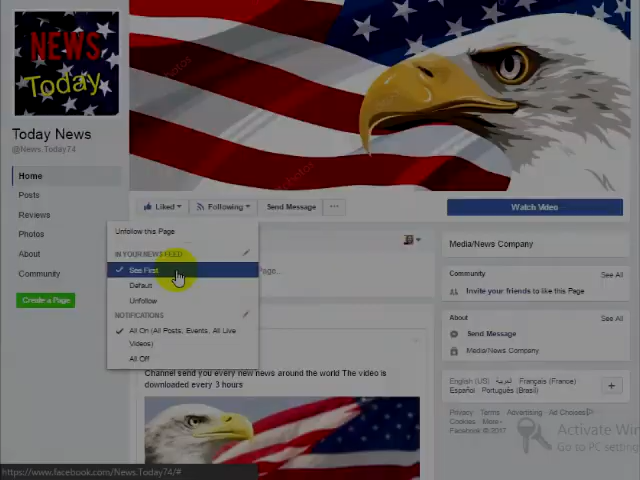 NEWS
Today
Today News
@News.Today74
Home
Posts
Reviews
Photos
About
Community
Create a Page
Liked
Following
Send Message
...
Watch Video
Unfollow this Page
IN YOUR NEWS FEED
See First
Default
Unfollow
NOTIFICATIONS
All On (All Posts, Events, All Live
Videos)
All Off
Page...
Channel send you every new news around the world The video is
downloaded every 3 hours
Media/News Company
Community
See All
Invite your friends to like this Page
About
See All
Send Message
Media/News Company
English (US) · العربية · Français (France) ·
Español · Português (Brasil)
+
Privacy · Terms · Advertising · Ad Choices
Cookies · More
Facebook © 2017
Activate Win
Go to PC setting
https://www.facebook.com/News.Today74/#